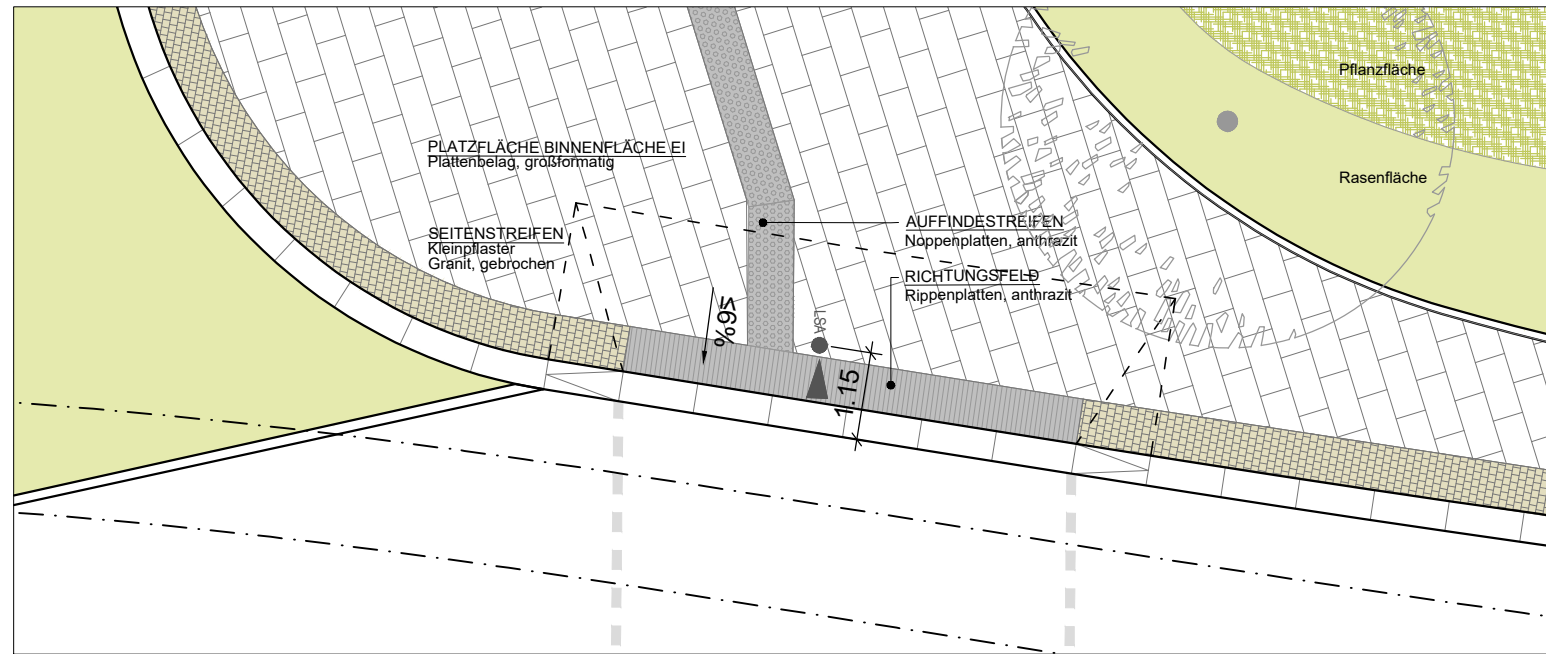 Pflanzfläche
PLATZFLÄCHE BINNENFLÄCHE EI
Plattenbelag, großformatig
Rasenfläche
AUFFINDESTREIFEN
Noppenplatten, anthrazit
SEITENSTREIFEN
Kleinpflaster
Granit, gebrochen
RICHTUNGSFELD
Rippenplatten, anthrazit
≤6%
LSA
1.15